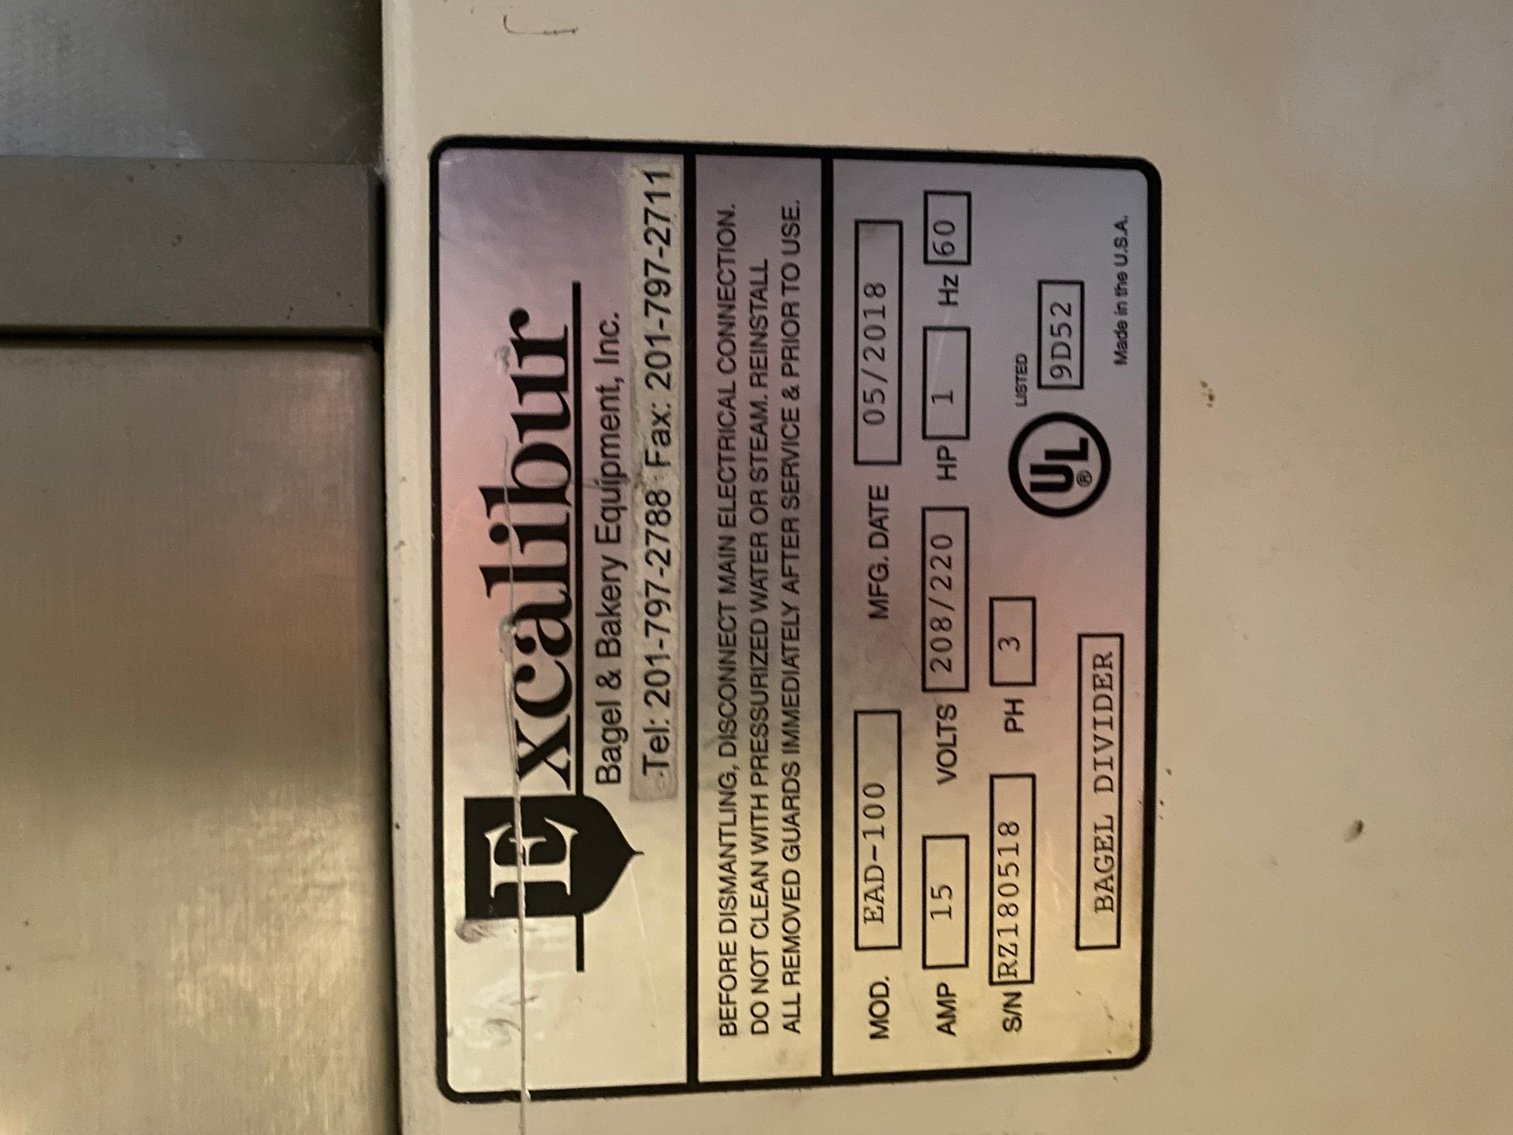 Excalibur
Bagel & Bakery Equipment, Inc.
Tel: 201-797-2788 Fax: 201-797-2711
BEFORE DISMANTLING, DISCONNECT MAIN ELECTRICAL CONNECTION.
DO NOT CLEAN WITH PRESSURIZED WATER OR STEAM. REINSTALL
ALL REMOVED GUARDS IMMEDIATELY AFTER SERVICE & PRIOR TO USE.
MOD. EAD-100 MFG. DATE 05/2018
AMP 15 VOLTS 208/220 HP 1 Hz 60
S/N RZ180518 PH 3
UL ® LISTED 9D52
BAGEL DIVIDER
Made in the U.S.A.